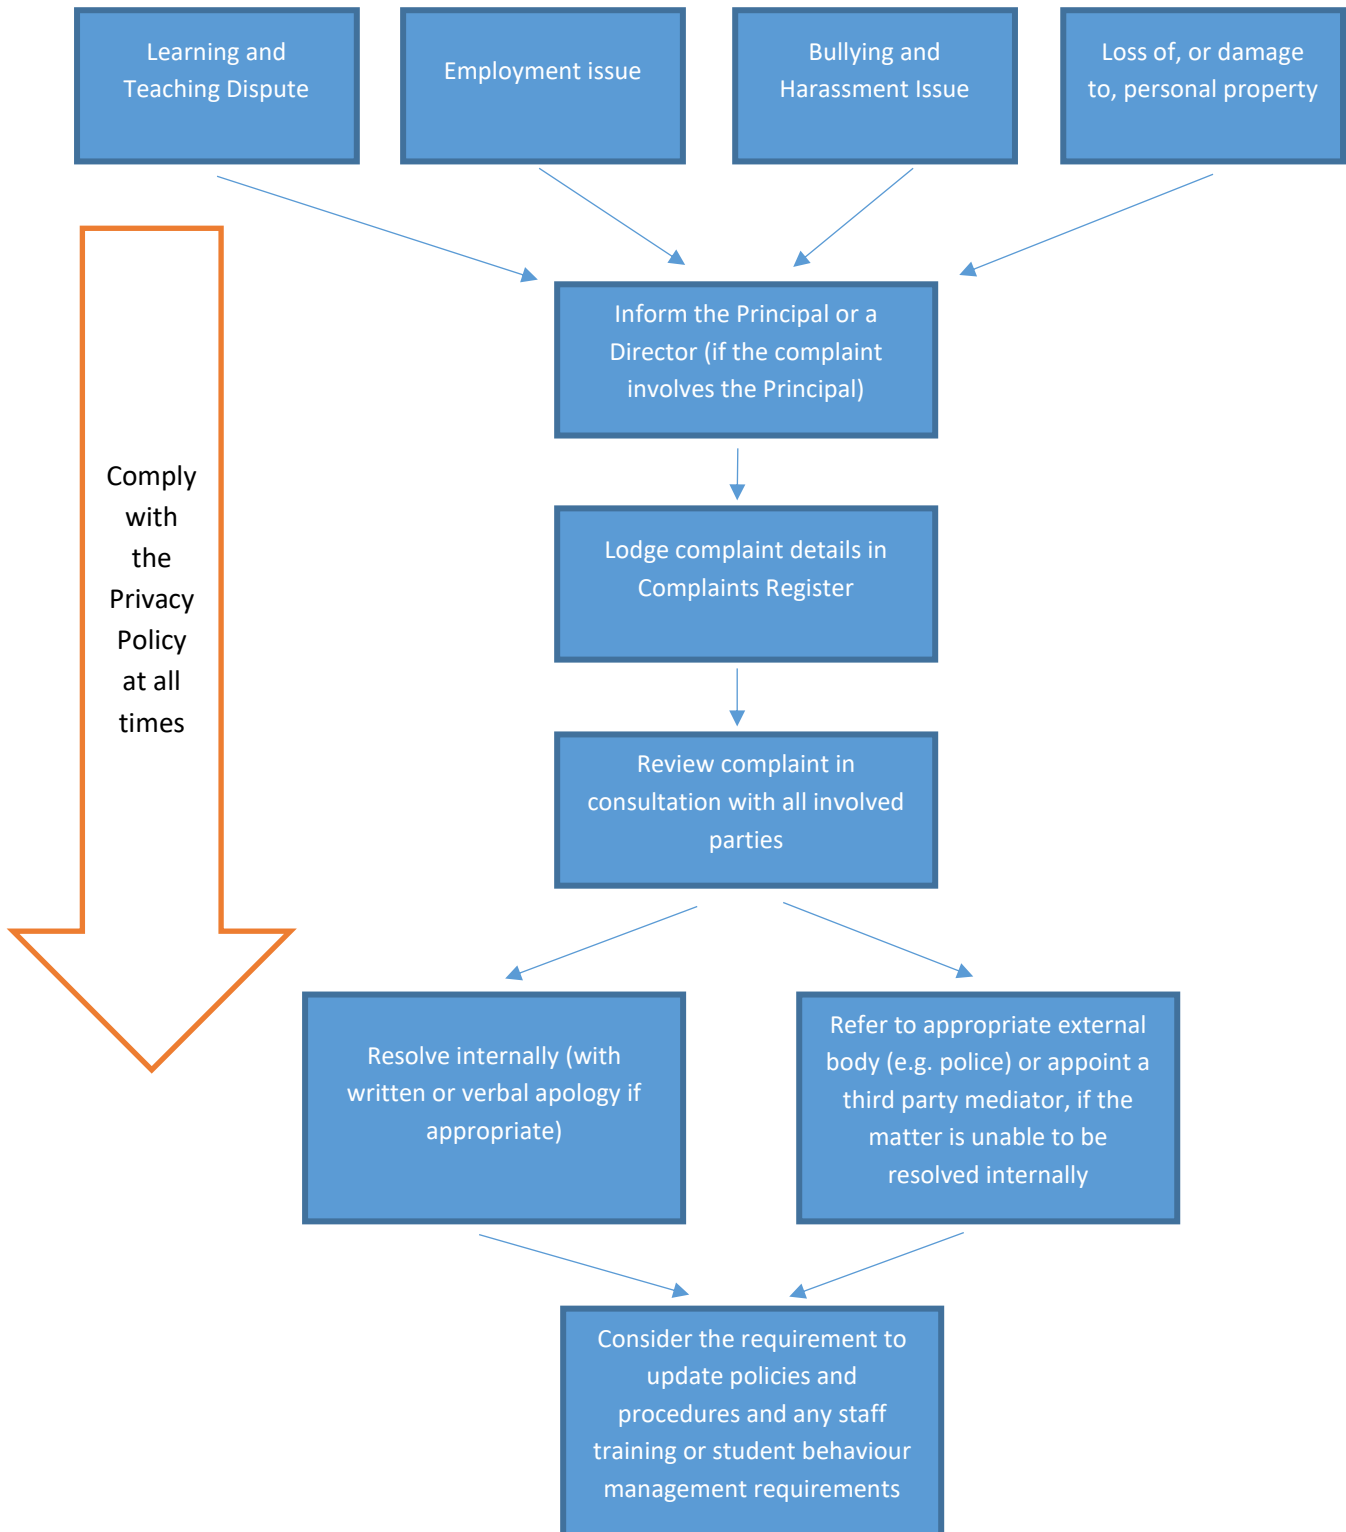 Learning and
Teaching Dispute
Employment issue
Bullying and
Harassment Issue
Loss of, or damage
to, personal property
Inform the Principal or a
Director (if the complaint
involves the Principal)
Comply
with
the
Privacy
Policy
at all
times
Lodge complaint details in
Complaints Register
Review complaint in
consultation with all involved
parties
Resolve internally (with
written or verbal apology if
appropriate)
Refer to appropriate external
body (e.g. police) or appoint a
third party mediator, if the
matter is unable to be
resolved internally
Consider the requirement to
update policies and
procedures and any staff
training or student behaviour
management requirements